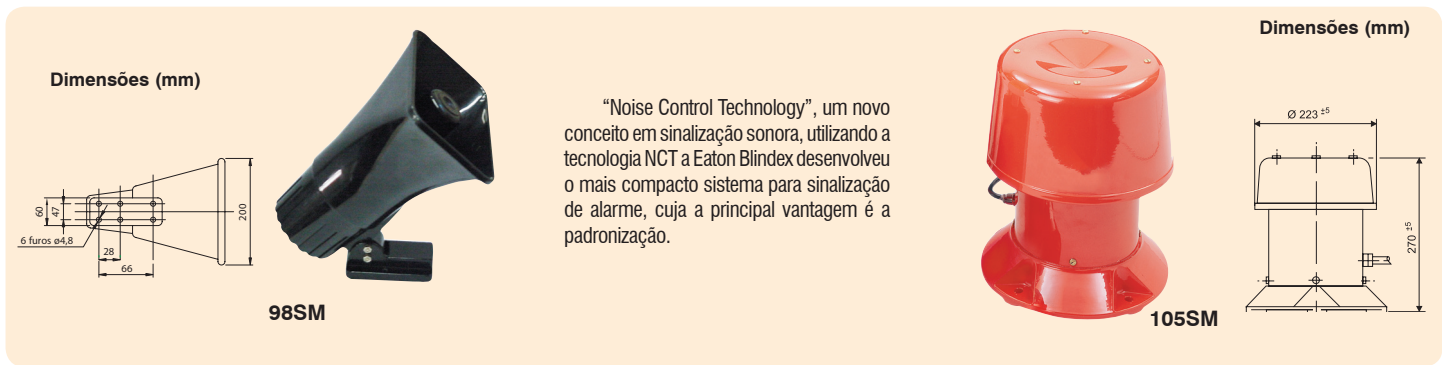 Dimensões (mm)
60
47
6 furos ø4,8
28
66
200
98SM
“Noise Control Technology”, um novo
conceito em sinalização sonora, utilizando a
tecnologia NCT a Eaton Blindex desenvolveu
o mais compacto sistema para sinalização
de alarme, cuja a principal vantagem é a
padronização.
105SM
Dimensões (mm)
Ø 223 ±5
270 ±5